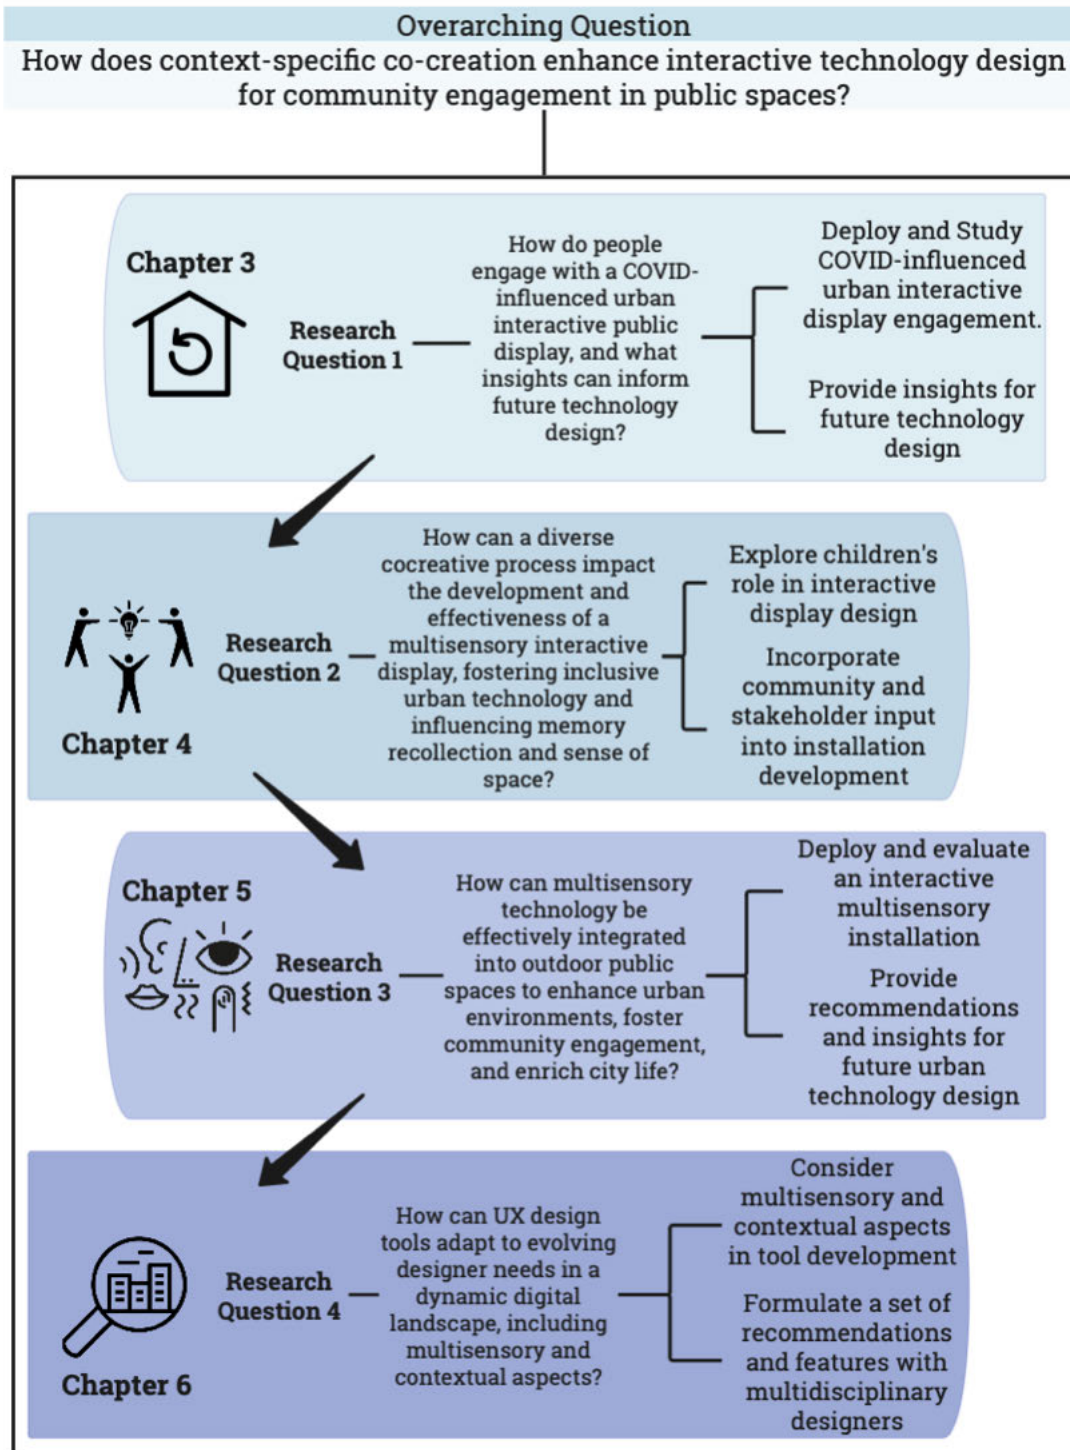 Overarching Question
How does context-specific co-creation enhance interactive technology design
for community engagement in public spaces?
Chapter 3
Research
Question 1
How do people
engage with a COVID-
influenced urban
interactive public
display, and what
insights can inform
future technology
design?
Deploy and Study
COVID-influenced
urban interactive
display engagement.
Provide insights for
future technology
design
Chapter 4
Research
Question 2
How can a diverse
cocreative process impact
the development and
effectiveness of a
multisensory interactive
display, fostering inclusive
urban technology and
influencing memory
recollection and sense of
space?
Explore children's
role in interactive
display design
Incorporate
community and
stakeholder input
into installation
development
Chapter 5
Research
Question 3
How can multisensory
technology be
effectively integrated
into outdoor public
spaces to enhance urban
environments, foster
community engagement,
and enrich city life?
Deploy and evaluate
an interactive
multisensory
installation
Provide
recommendations
and insights for
future urban
technology design
Chapter 6
Research
Question 4
How can UX design
tools adapt to evolving
designer needs in a
dynamic digital
landscape, including
multisensory and
contextual aspects?
Consider
multisensory and
contextual aspects
in tool development
Formulate a set of
recommendations
and features with
multidisciplinary
designers